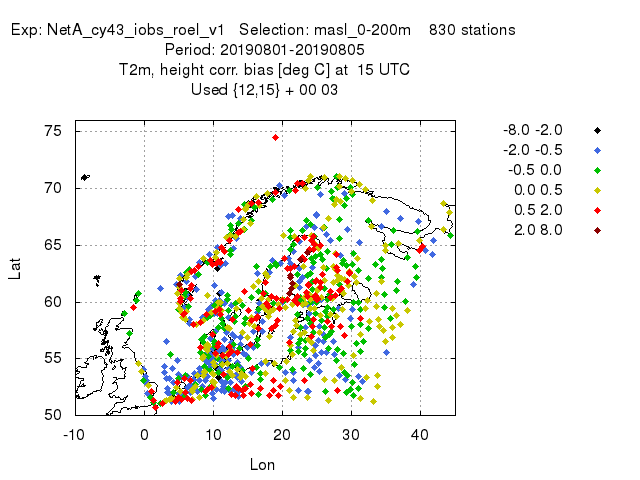 Exp: NetA_cy43_iobs_roel_v1 Selection: masl_0-200m 830 stations
Period: 20190801-20190805
T2m, height corr. bias [deg C] at 15 UTC
Used {12,15} + 00 03
75
70
65
60
55
50
Lat
-10 0 10 20 30 40
Lon
-8.0 -2.0
-2.0 -0.5
-0.5 0.0
0.0 0.5
0.5 2.0
2.0 8.0